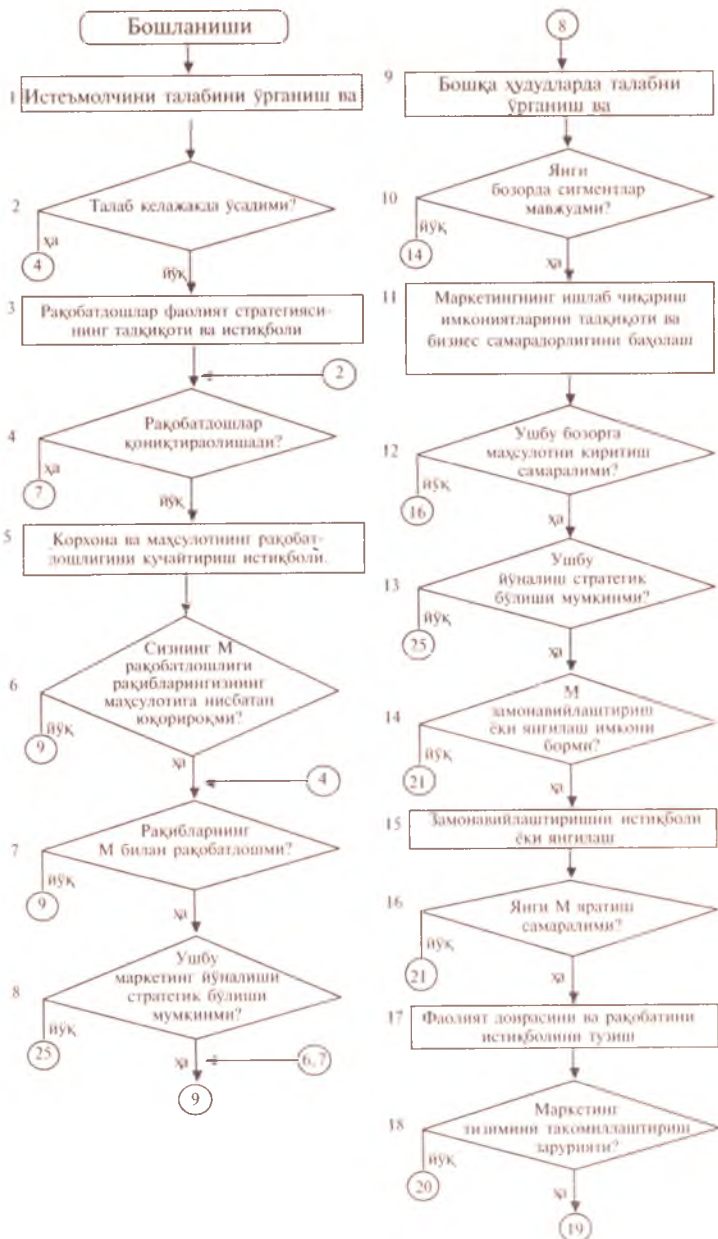 Бошланиши
1 Истеъмолчини талабини ўрганиш ва
2 Талаб келажакда ўсадими?
ҳа
4
йўқ
3 Рақобатдошлар фаолият стратегияси-
нинг талқиқоти ва истиқболи
2
4 Рақобатдошлар
қониқтираолишади?
ҳа
7
йўқ
5 Корхона ва маҳсулотнинг рақобат-
дошлигини кучайтириш истиқболи.
6 Сизнинг М
рақобатдошлиги
рақибларингизнинг
маҳсулотига нисбатан
юқорироқми?
йўқ
9
ҳа
4
7 Рақибларнинг
М билан рақобатдошми?
йўқ
9
ҳа
8 Ушбу
маркетинг йўналиши
стратегик бўлиши
мумкинми?
йўқ
25
ҳа
6, 7
9
8
9 Бошқа ҳудудларда талабни
ўрганиш ва
10 Янги
бозорда сигментлар
мавжудми?
йўқ
14
ҳа
11 Маркетингнинг ишлаб чиқариш
имкониятларини талқиқоти ва
бизнес самарадорлигини баҳолаш
12 Ушбу бозорга
маҳсулотни киритиш
самаралими?
йўқ
16
ҳа
13 Ушбу
йўналиш стратегик
бўлиши мумкинми?
йўқ
25
ҳа
14 М
замонавийлаштириш
ёки янгилаш имкони
борми?
йўқ
21
ҳа
15 Замонавийлаштиришни истиқболи
ёки янгилаш
16 Янги М яратиш
самаралими?
йўқ
21
ҳа
17 Фаолият доирасини ва рақобатини
истиқболини тузиш
18 Маркетинг
тизимини такомиллаштириш
зарурияти?
йўқ
20
ҳа
19